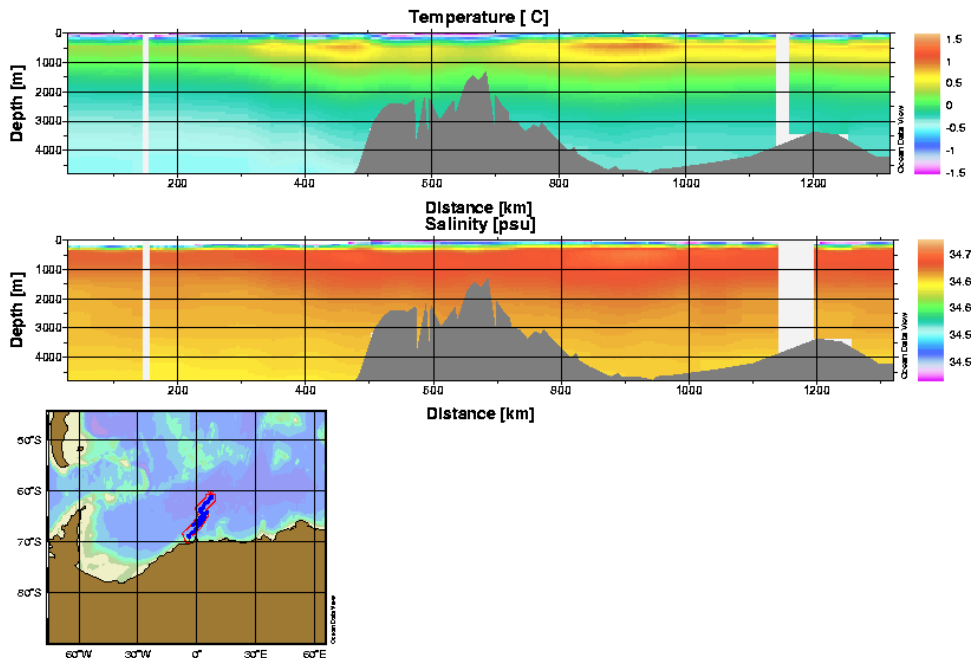 Temperature [ C]
0
1000
2000
3000
4000
Depth [m]
200
400
600
800
1000
1200
Distance [km]
1.5
1
0.5
0
-0.5
-1
-1.5
Ocean Data View
Salinity [psu]
0
1000
2000
3000
4000
Depth [m]
200
400
600
800
1000
1200
Distance [km]
34.7
34.6
34.6
34.5
34.5
Ocean Data View
50°S
60°S
70°S
80°S
60°W
30°W
0°
30°E
60°E
Ocean Data View